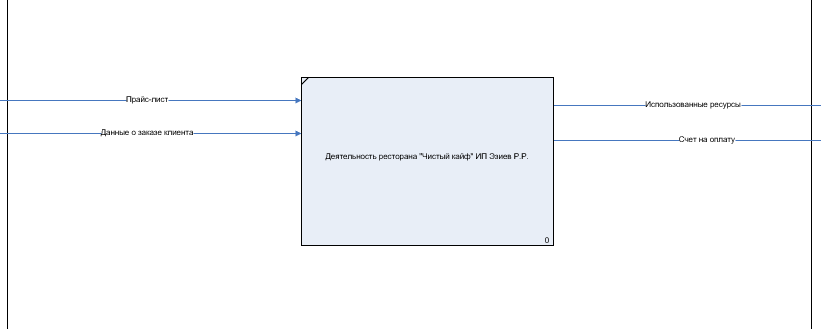 Прайс-лист
Использованные ресурсы
Данные о заказе клиента
Счет на оплату
Деятельность ресторана "Чистый кайф" ИП Эзиев Р.Р.
0